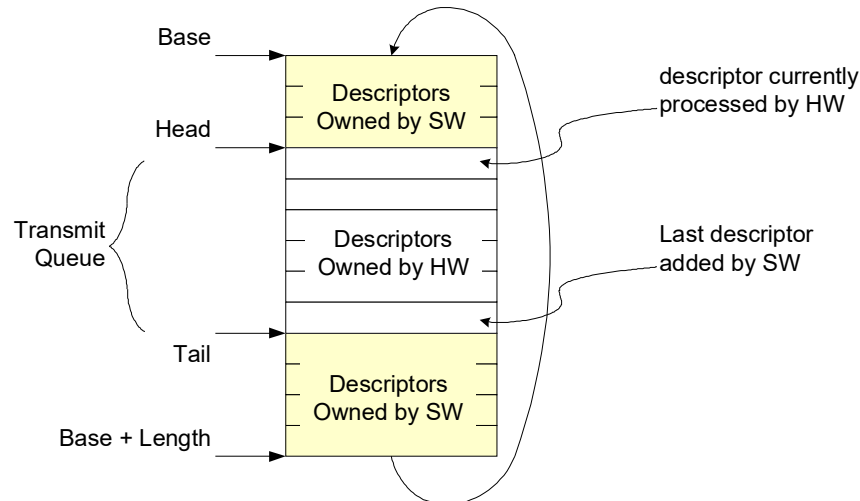 Base
Descriptors
Owned by SW
descriptor currently
processed by HW
Head
Transmit
Queue
Descriptors
Owned by HW
Last descriptor
added by SW
Tail
Descriptors
Owned by SW
Base + Length